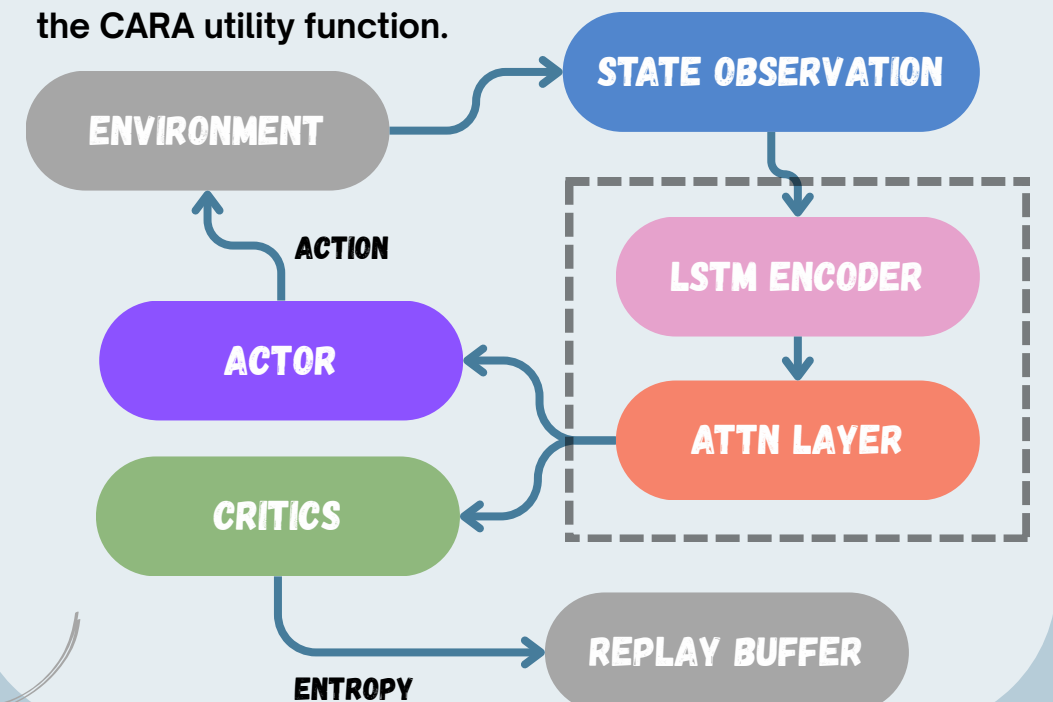 the CARA utility function.
STATE OBSERVATION
ENVIRONMENT
ACTION
LSTM ENCODER
ACTOR
ATTN LAYER
CRITICS
REPLAY BUFFER
ENTROPY